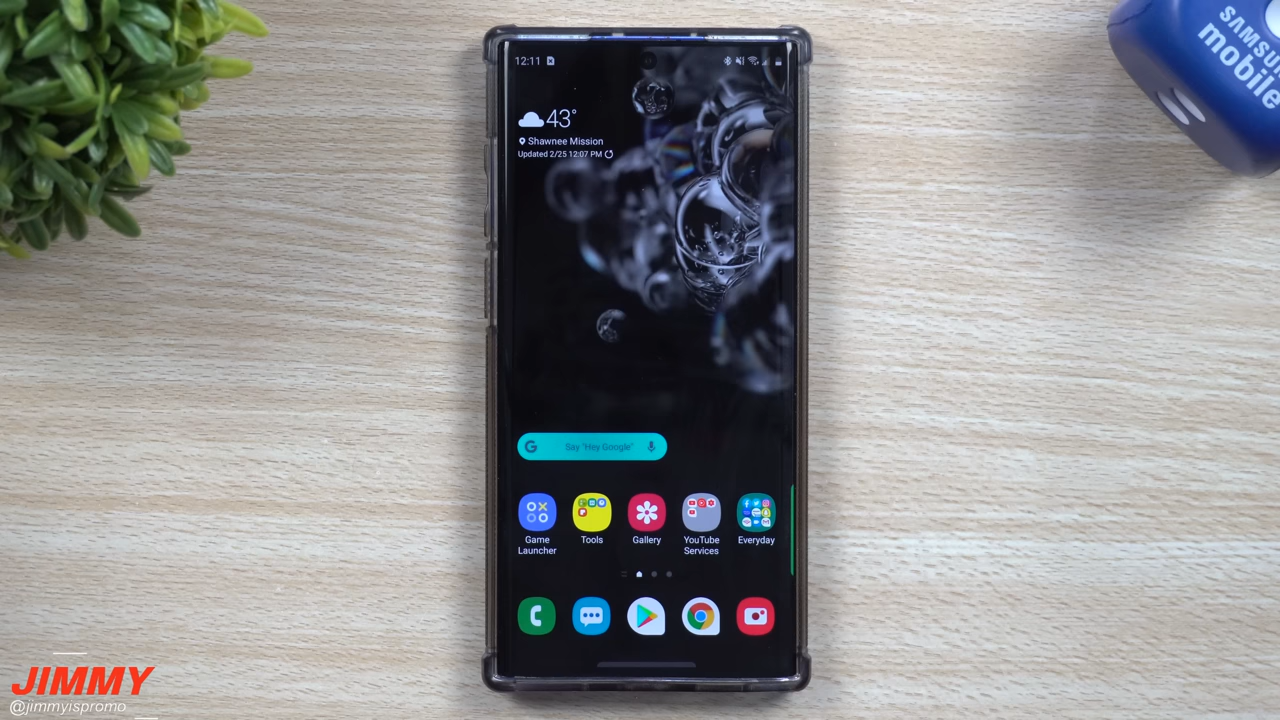 12:11
43°
Shawnee Mission
Updated 2/25 12:07 PM
G Say "Hey Google"
Game Launcher
Tools
Gallery
YouTube Services
Everyday
SAMSUNG
mobile
JIMMY
@jimmyispromo